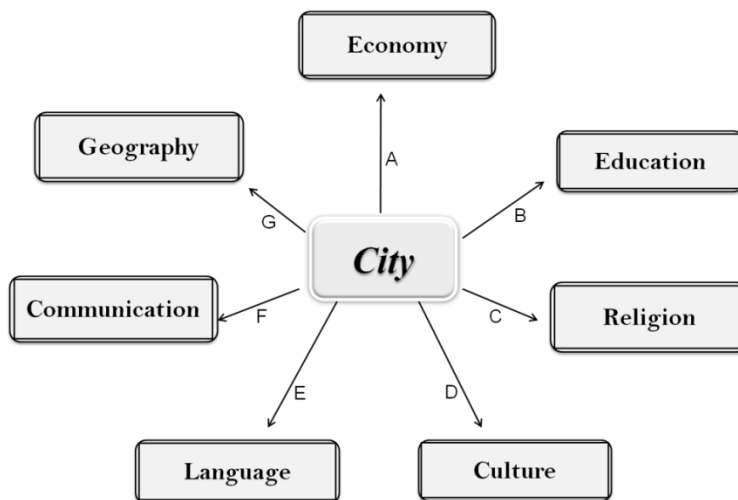 Economy
Geography
Education
A
B
G
City
Communication
Religion
F
C
E
D
Language
Culture